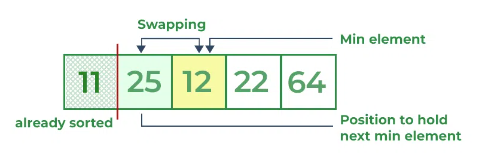 Swapping
Min element
11 25 12 22 64
already sorted
Position to hold
next min element